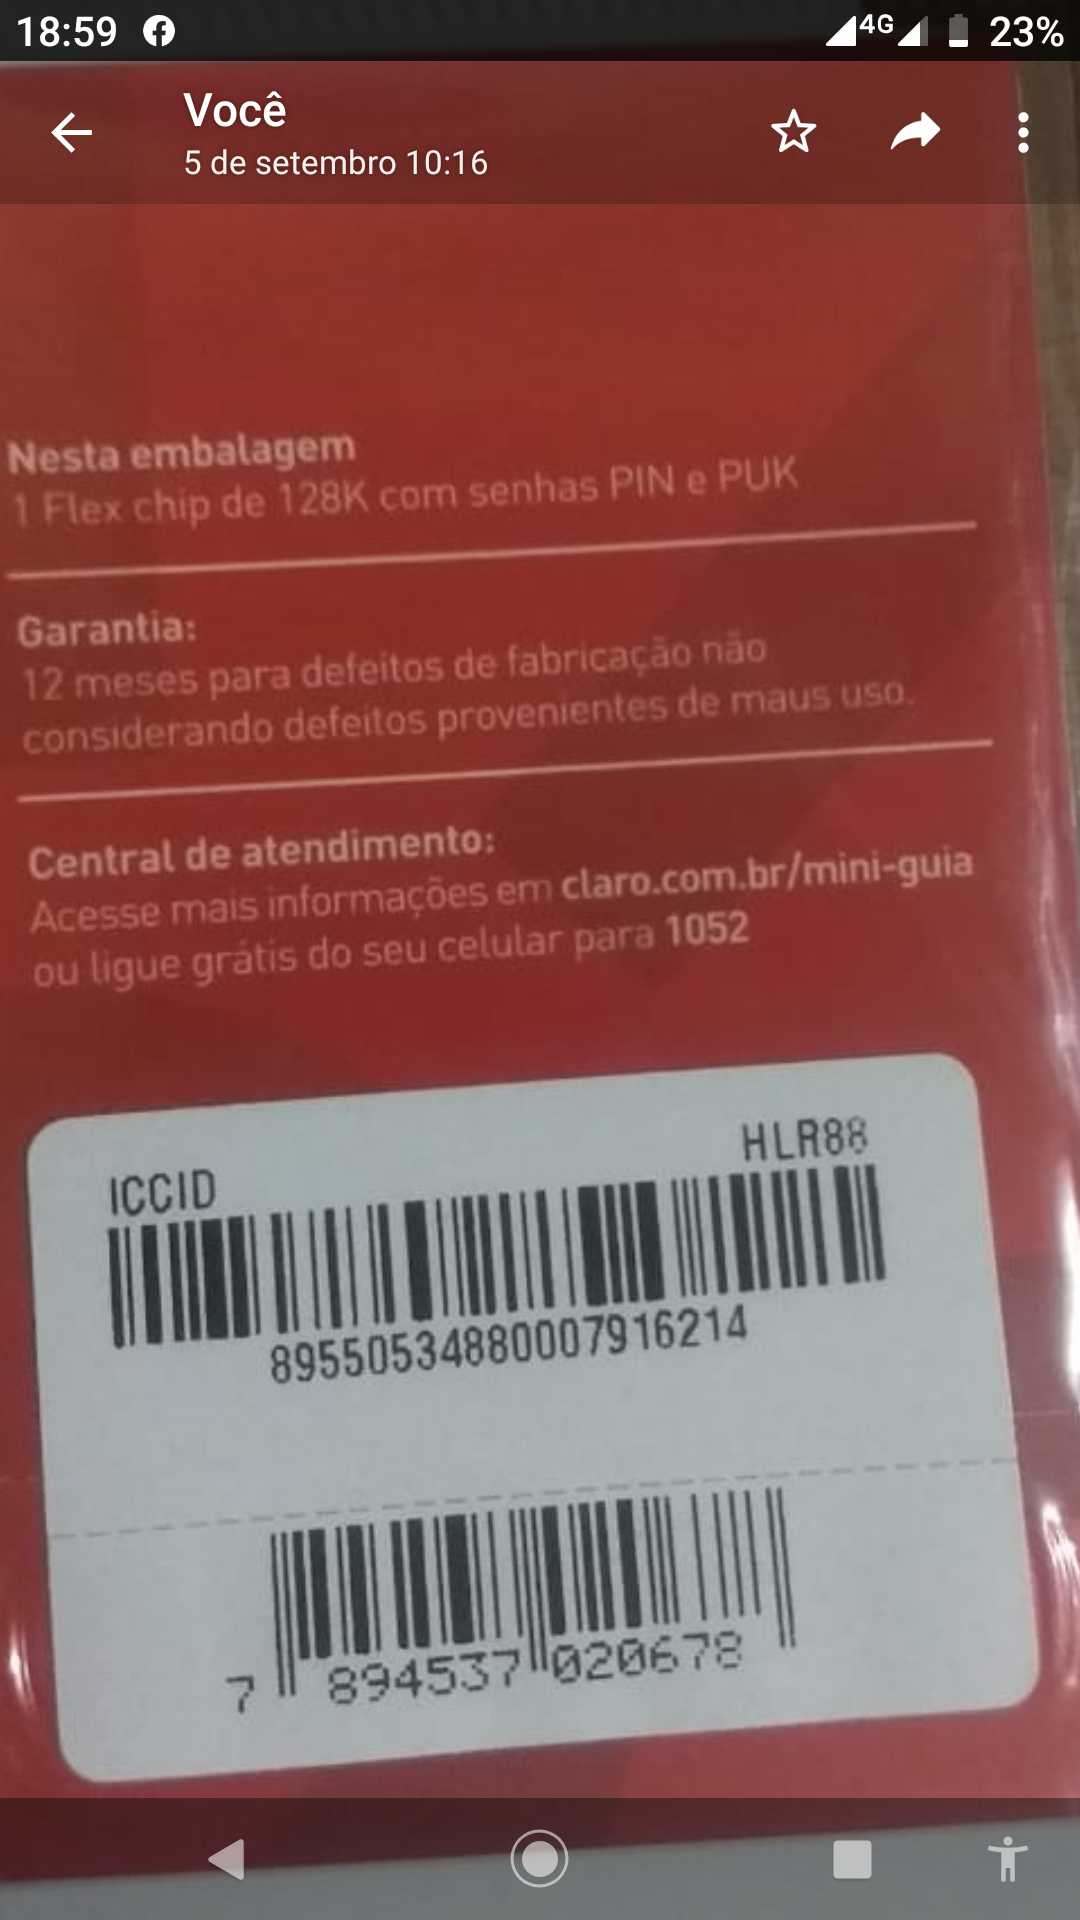 18:59
4G
23%
Você
5 de setembro 10:16
Nesta embalagem
1 Flex chip de 128K com senhas PIN e PUK
Garantia:
12 meses para defeitos de fabricação não
considerando defeitos provenientes de maus uso.
Central de atendimento:
Acesse mais informações em claro.com.br/mini-guia
ou ligue grátis do seu celular para 1052
ICCID
HLR88
89550534880007916214
7 894537 020678